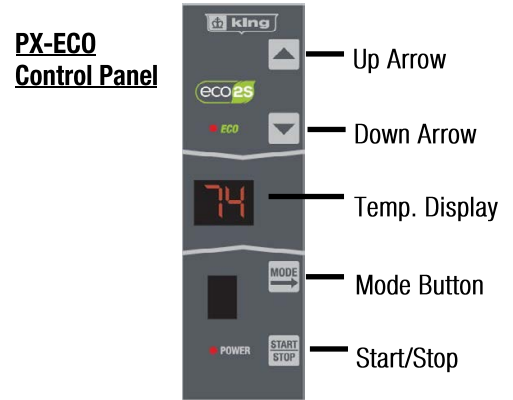 PX-ECO
Control Panel
king
Up Arrow
eco2s
ECO
Down Arrow
74
Temp. Display
MODE
Mode Button
POWER
START
STOP
Start/Stop